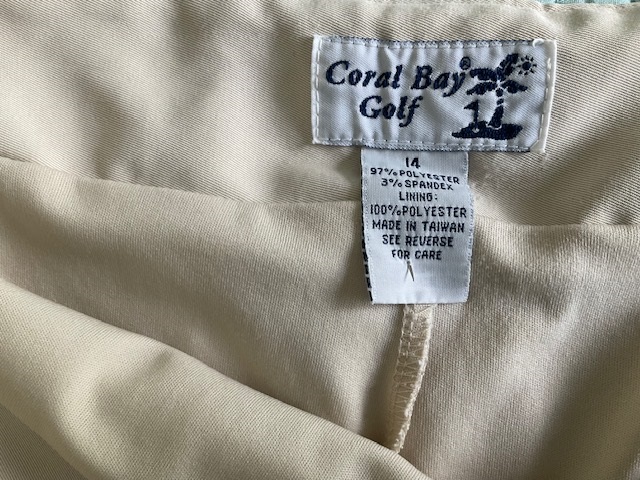 Coral Bay®
Golf
14
97% POLYESTER
3% SPANDEX
LINING:
100% POLYESTER
MADE IN TAIWAN
SEE REVERSE
FOR CARE